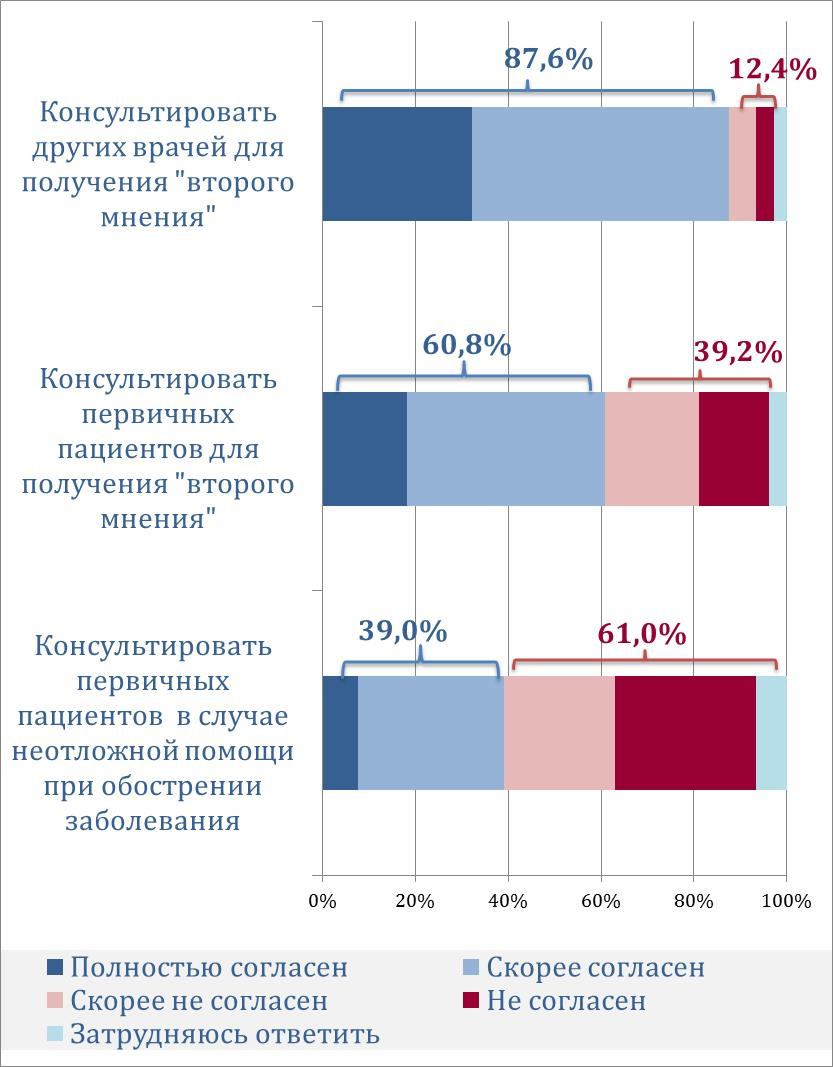 87,6%
12,4%
Консультировать
других врачей для
получения "второго
мнения"
60,8%
39,2%
Консультировать
первичных
пациентов для
получения "второго
мнения"
39,0%
61,0%
Консультировать
первичных
пациентов в случае
неотложной помощи
при обострении
заболевания
0% 20% 40% 60% 80% 100%
Полностью согласен Скорее согласен
Скорее не согласен Не согласен
Затрудняюсь ответить